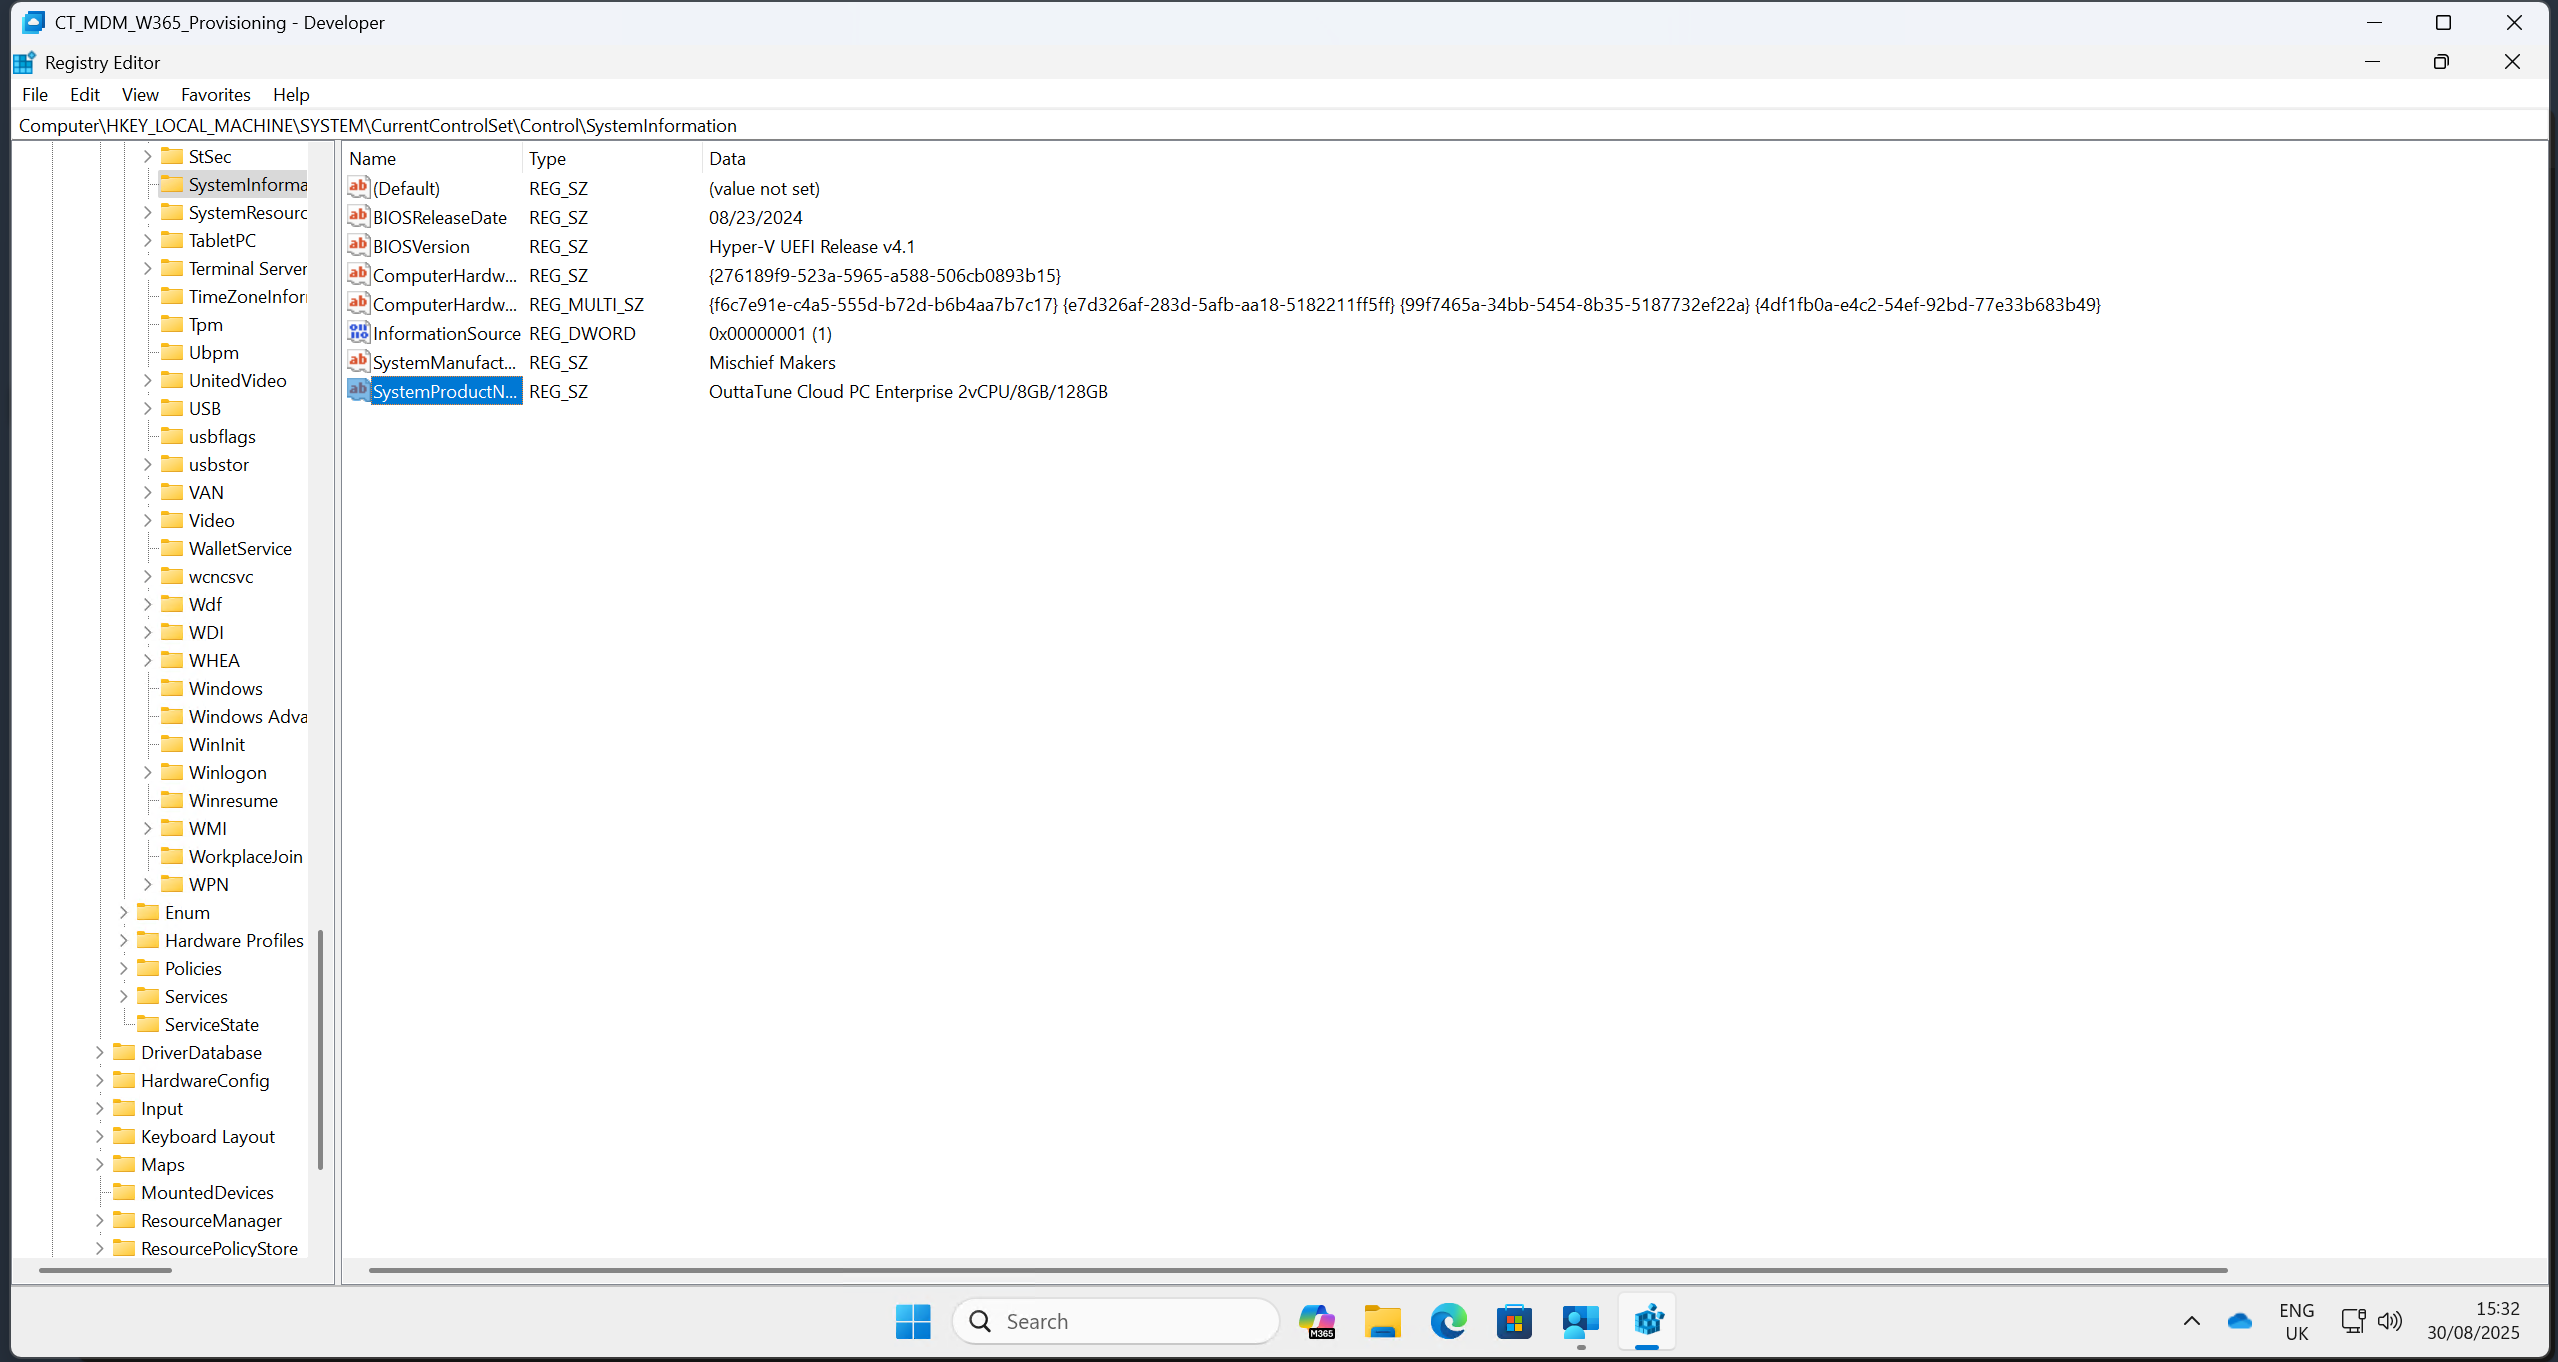 CT_MDM_W365_Provisioning - Developer
Registry Editor
File Edit View Favorites Help
Computer\HKEY_LOCAL_MACHINE\SYSTEM\CurrentControlSet\Control\SystemInformation
StSec
SystemInforma
SystemResourc
TabletPC
Terminal Server
TimeZoneInfor
Tpm
Ubpm
UnitedVideo
USB
usbflags
usbstor
VAN
Video
WalletService
wcncsvc
Wdf
WDI
WHEA
Windows
Windows Adva
WinInit
Winlogon
Winresume
WMI
WorkplaceJoin
WPN
Enum
Hardware Profiles
Policies
Services
ServiceState
DriverDatabase
HardwareConfig
Input
Keyboard Layout
Maps
MountedDevices
ResourceManager
ResourcePolicyStore
Name Type Data
(Default) REG_SZ (value not set)
BIOSReleaseDate REG_SZ 08/23/2024
BIOSVersion REG_SZ Hyper-V UEFI Release v4.1
ComputerHardw... REG_SZ {276189f9-523a-5965-a588-506cb0893b15}
ComputerHardw... REG_MULTI_SZ {f6c7e91e-c4a5-555d-b72d-b6b4aa7b7c17} {e7d326af-283d-5afb-aa18-5182211ff5ff} {99f7465a-34bb-5454-8b35-5187732ef22a} {4df1fb0a-e4c2-54ef-92bd-77e33b683b49}
InformationSource REG_DWORD 0x00000001 (1)
SystemManufact... REG_SZ Mischief Makers
SystemProductN... REG_SZ OuttaTune Cloud PC Enterprise 2vCPU/8GB/128GB
Search
M365
ENG
UK
15:32
30/08/2025